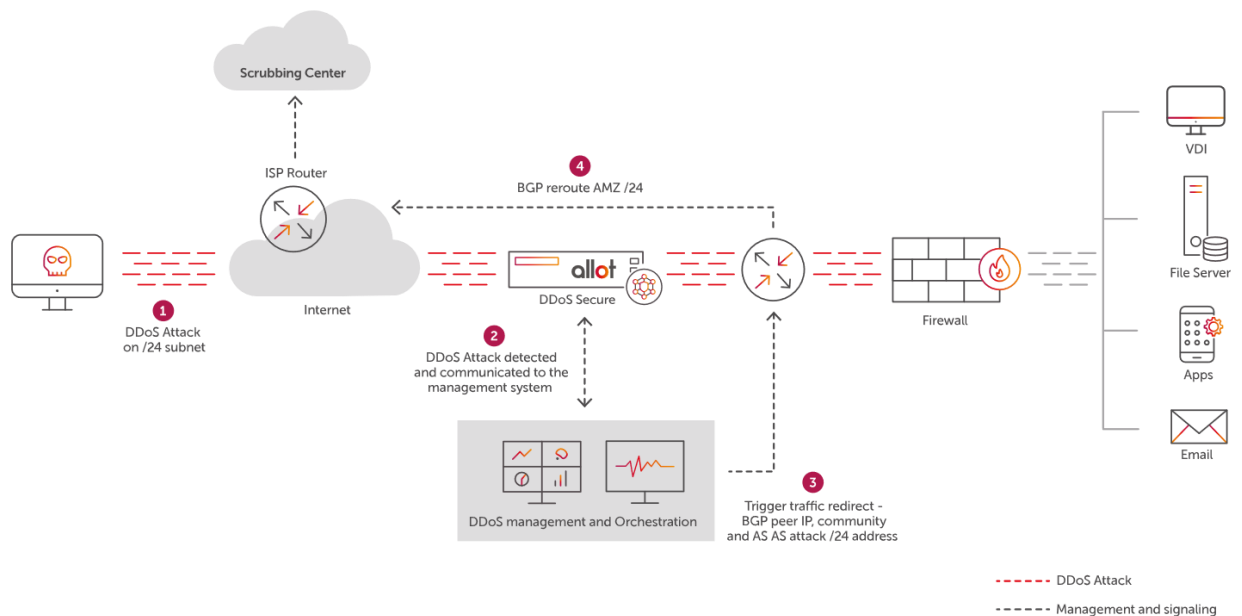 Scrubbing Center
ISP Router
4
BGP reroute AMZ /24
VDI
allot
DDoS Secure
File Server
Internet
Firewall
1
DDoS Attack
on /24 subnet
2
DDoS Attack detected
and communicated to the
management system
Apps
Email
DDoS management and Orchestration
3
Trigger traffic redirect -
BGP peer IP, community
and AS AS attack /24 address
DDoS Attack
Management and signaling